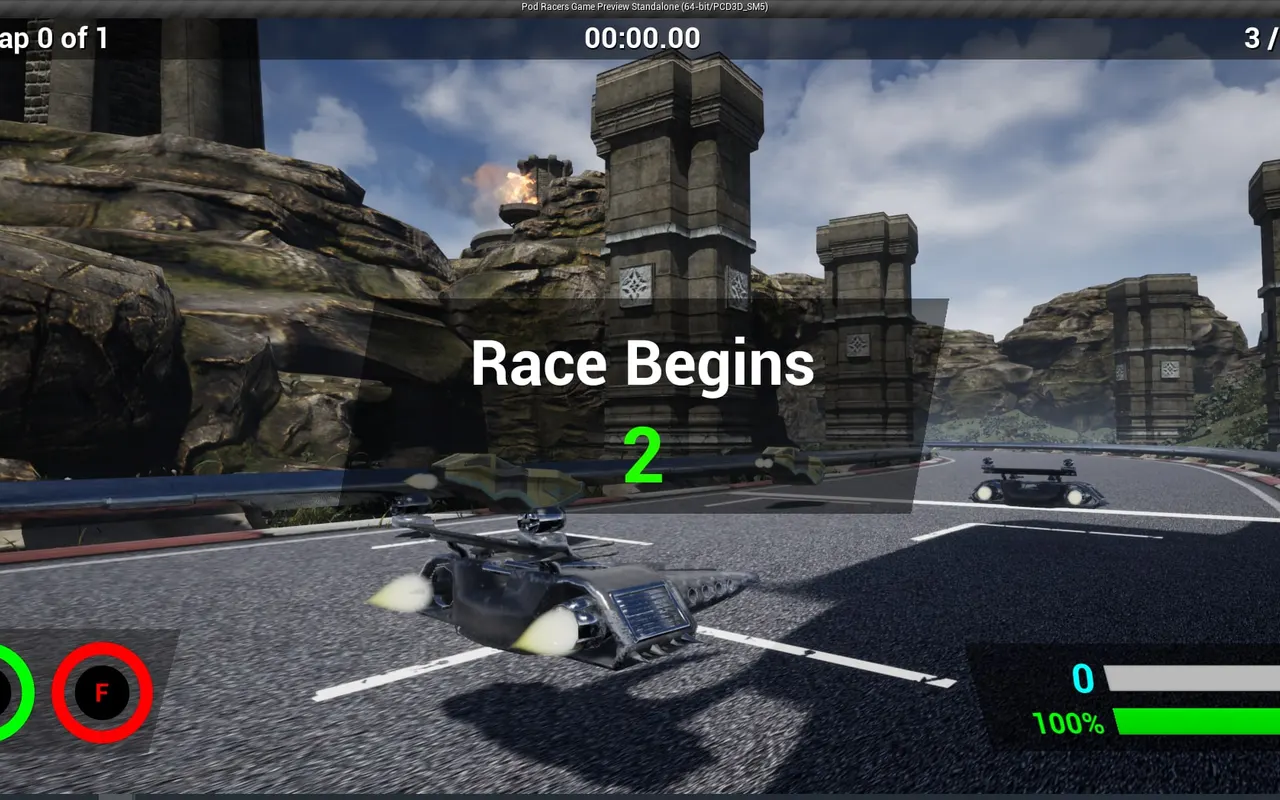 Pod Racers Game Preview Standalone (64-bit/PCD3D_SM5)
ap 0 of 1
00:00.00
3 /
Race Begins
2
F
0
100%